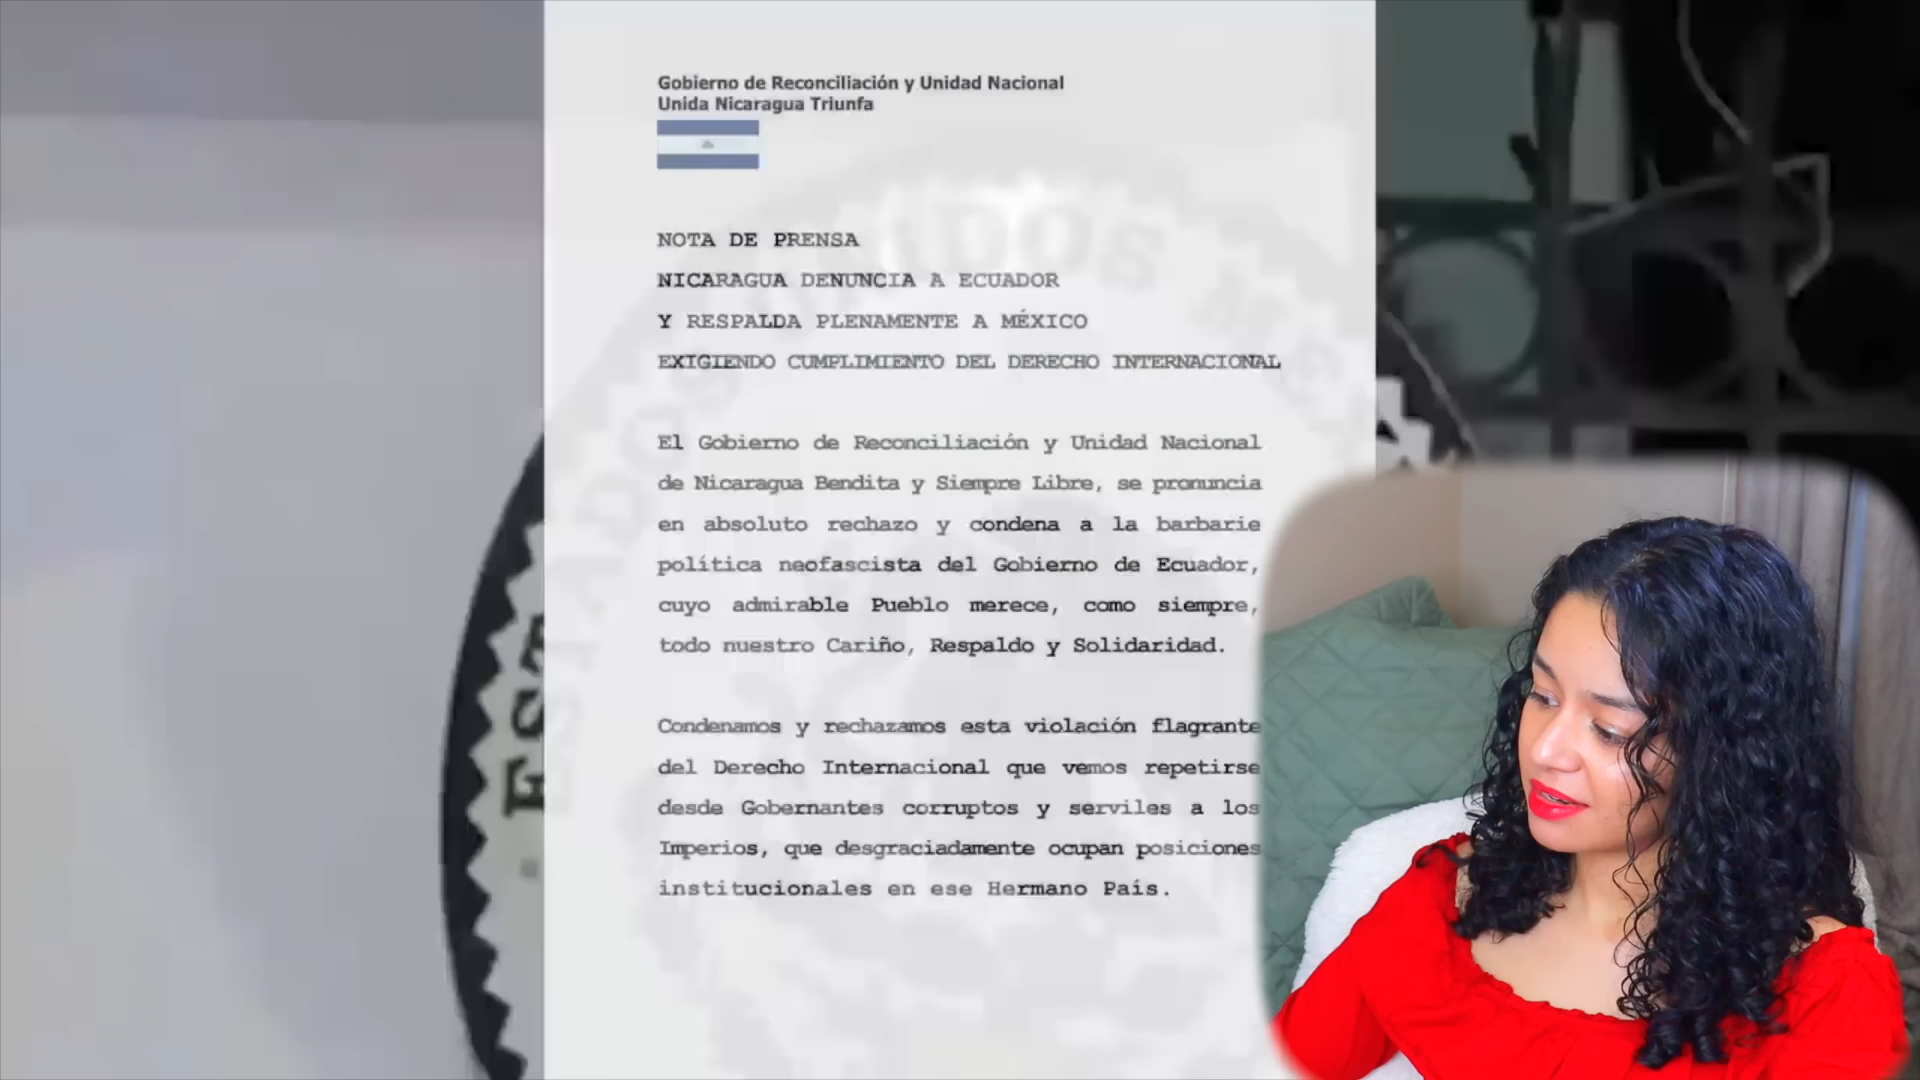 Gobierno de Reconciliación y Unidad Nacional
Unida Nicaragua Triunfa
NOTA DE PRENSA
NICARAGUA DENUNCIA A ECUADOR
Y RESPALDA PLENAMENTE A MÉXICO
EXIGIENDO CUMPLIMIENTO DEL DERECHO INTERNACIONAL
El Gobierno de Reconciliación y Unidad Nacional
de Nicaragua Bendita y Siempre Libre, se pronuncia
en absoluto rechazo y condena a la barbarie
política neofascista del Gobierno de Ecuador,
cuyo admirable Pueblo merece, como siempre,
todo nuestro Cariño, Respaldo y Solidaridad.
Condenamos y rechazamos esta violación flagrante
del Derecho Internacional que vemos repetirse
desde Gobernantes corruptos y serviles a los
Imperios, que desgraciadamente ocupan posiciones
institucionales en ese Hermano País.